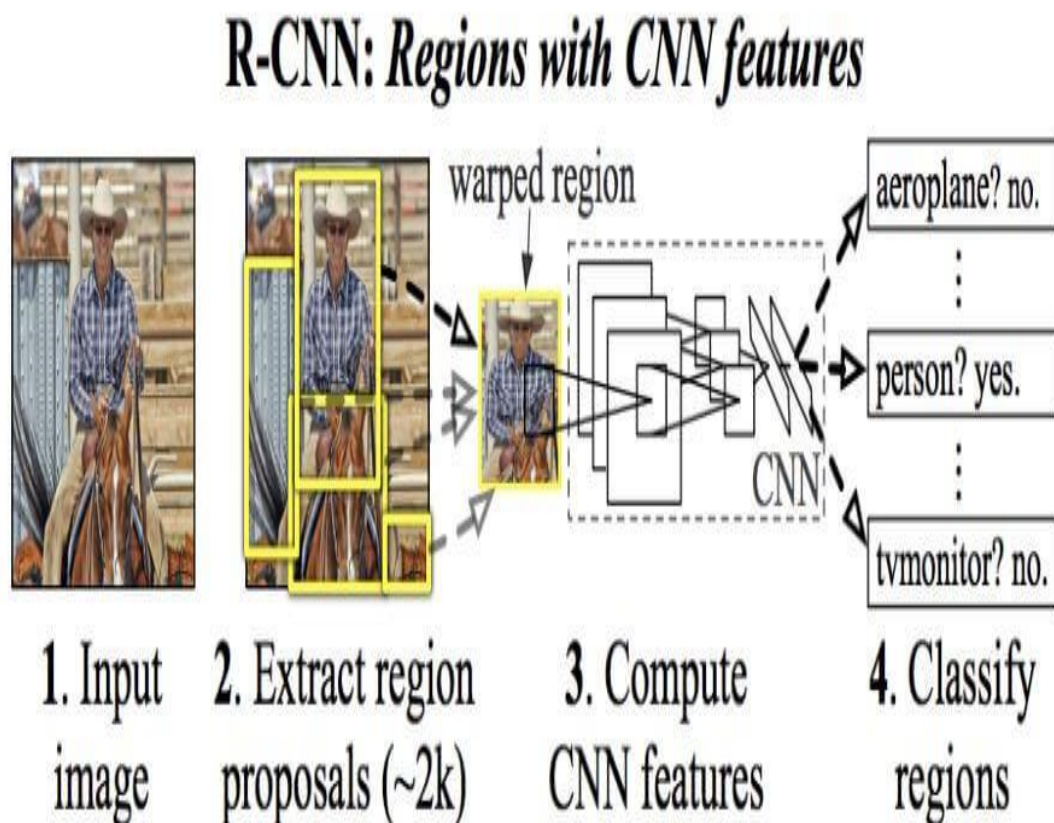 R-CNN: Regions with CNN features
warped region
aeroplane? no.
person? yes.
CNN
tvmonitor? no.
1. Input
image
2. Extract region
proposals (~2k)
3. Compute
CNN features
4. Classify
regions